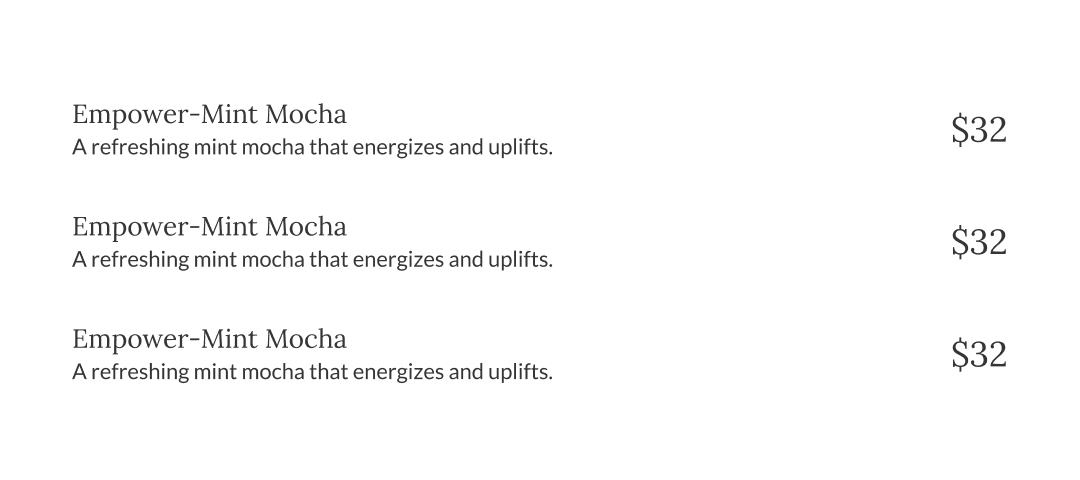 Empower-Mint Mocha
A refreshing mint mocha that energizes and uplifts.
$32
Empower-Mint Mocha
A refreshing mint mocha that energizes and uplifts.
$32
Empower-Mint Mocha
A refreshing mint mocha that energizes and uplifts.
$32